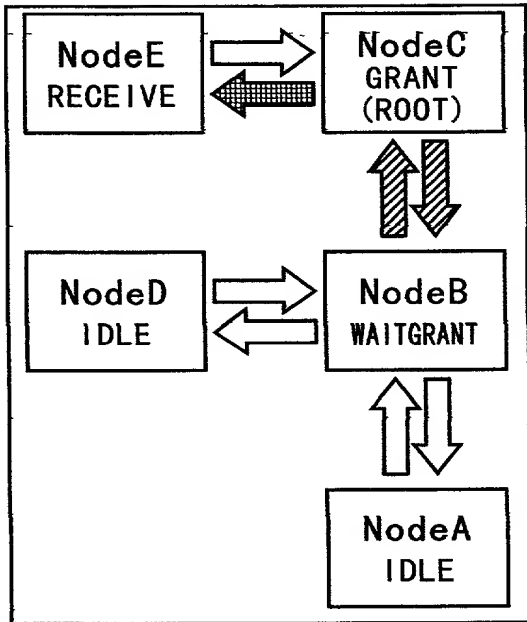 NodeE
RECEIVE
NodeC
GRANT
(ROOT)
NodeD
IDLE
NodeB
WAITGRANT
NodeA
IDLE